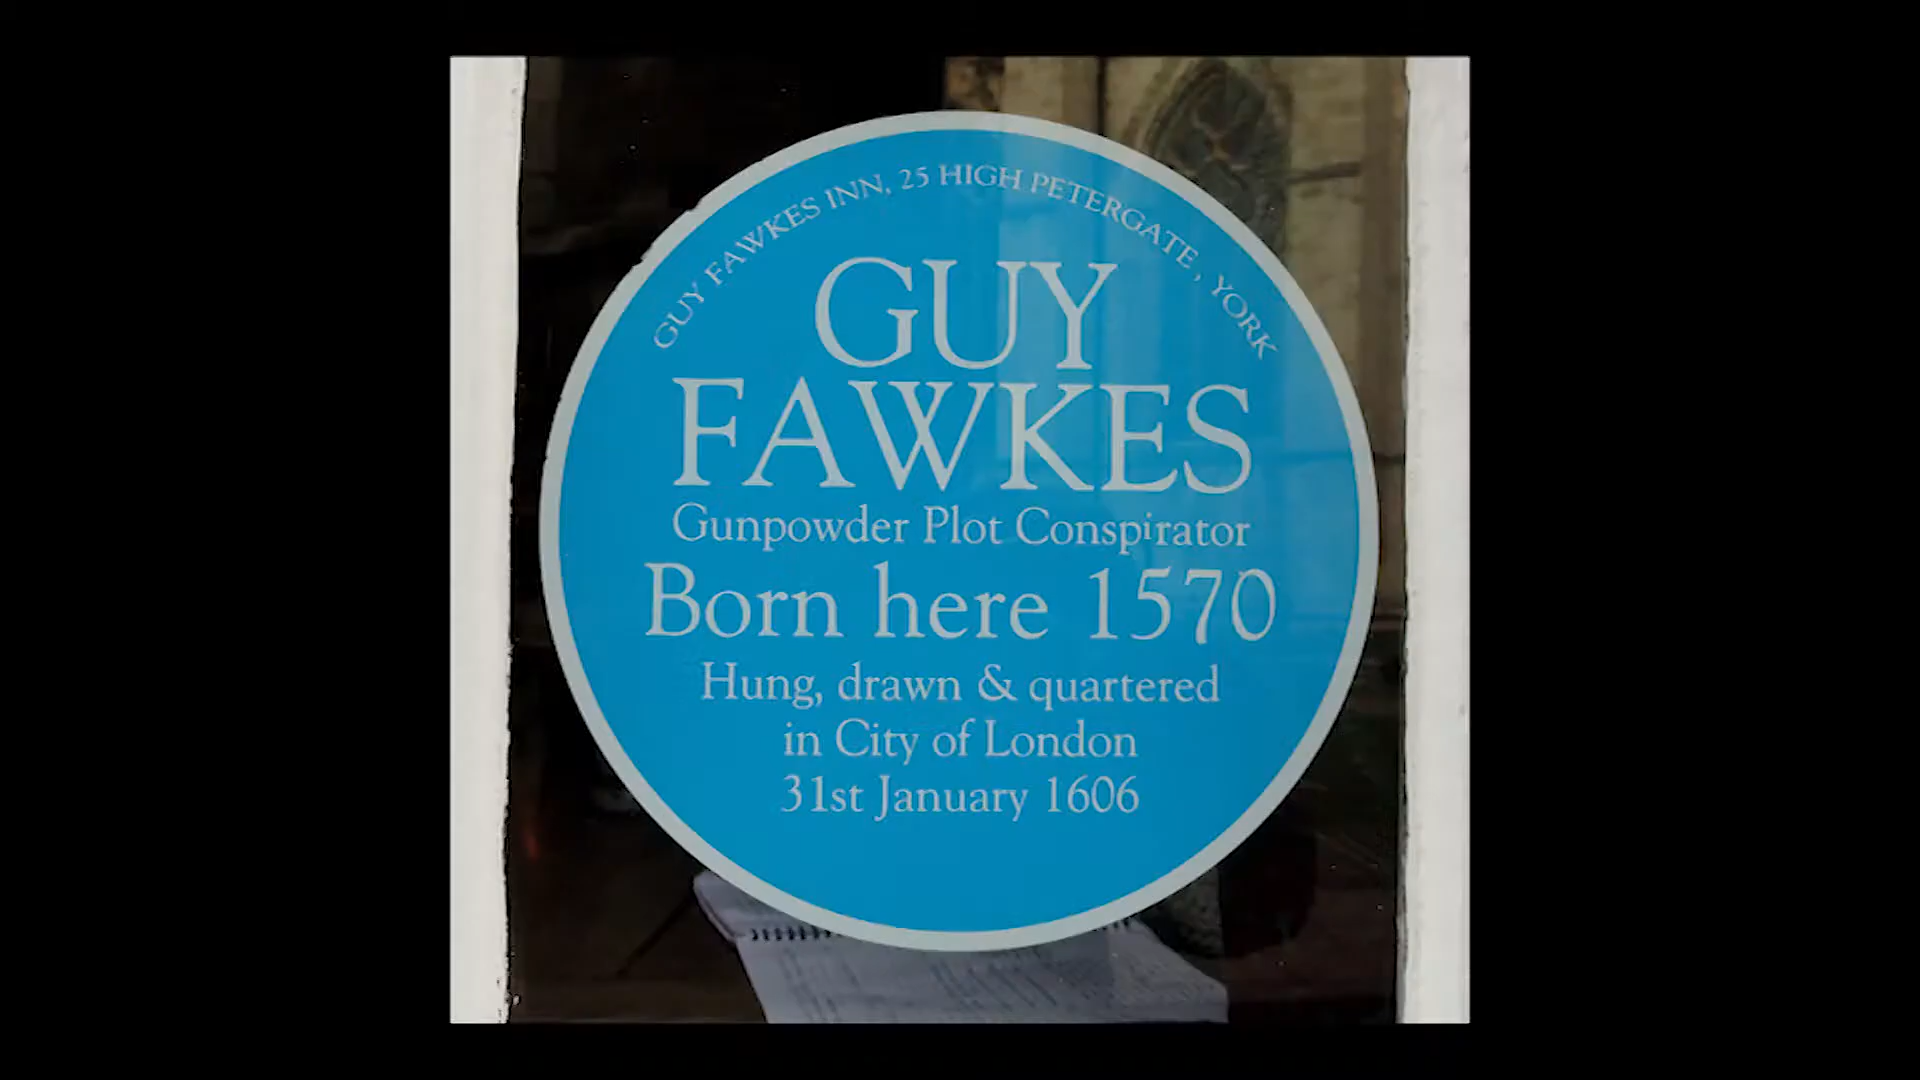 GUY FAWKES INN, 25 HIGH PETERGATE, YORK
GUY
FAWKES
Gunpowder Plot Conspirator
Born here 1570
Hung, drawn & quartered
in City of London
31st January 1606